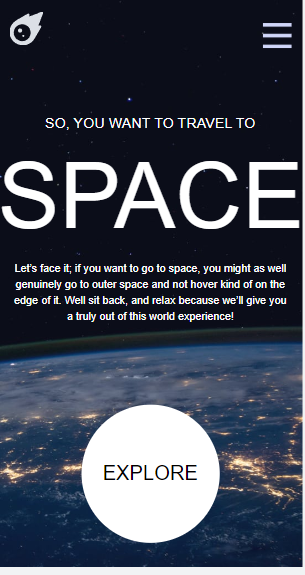 SO, YOU WANT TO TRAVEL TO
SPACE
Let's face it; if you want to go to space, you might as well
genuinely go to outer space and not hover kind of on the
edge of it. Well sit back, and relax because we'll give you
a truly out of this world experience!
EXPLORE